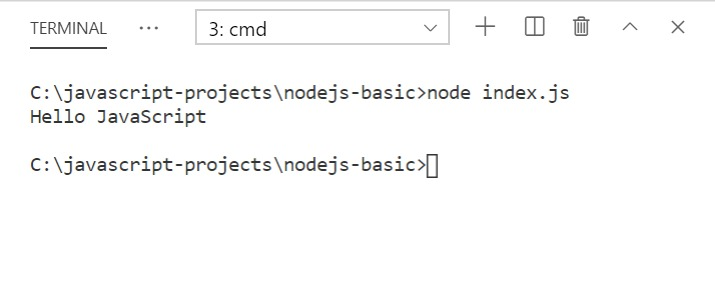 TERMINAL ... 3: cmd
C:\javascript-projects\nodejs-basic>node index.js
Hello JavaScript
C:\javascript-projects\nodejs-basic>